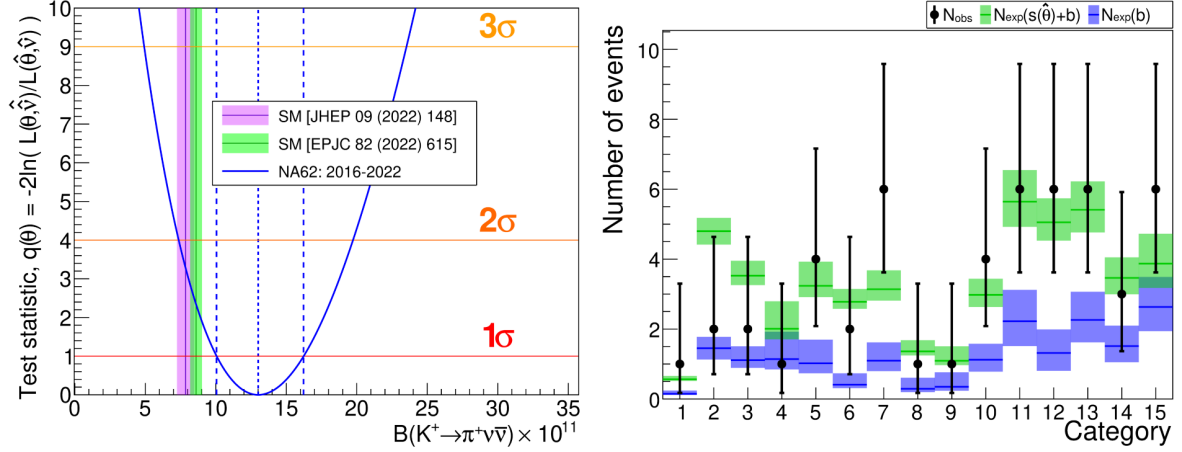 Test statistic, q(θ) = -2ln( L(θ,ν̂̂)/L(θ̂,ν̂) )
10
9
8
7
6
5
4
3
2
1
0
3σ
2σ
1σ
SM [JHEP 09 (2022) 148]
SM [EPJC 82 (2022) 615]
NA62: 2016-2022
0 5 10 15 20 25 30 35
B(K⁺→π⁺νν̄) × 10¹¹
N_obs N_exp(s(θ̂)+b) N_exp(b)
Number of events
10
8
6
4
2
0
1 2 3 4 5 6 7 8 9 10 11 12 13 14 15
Category